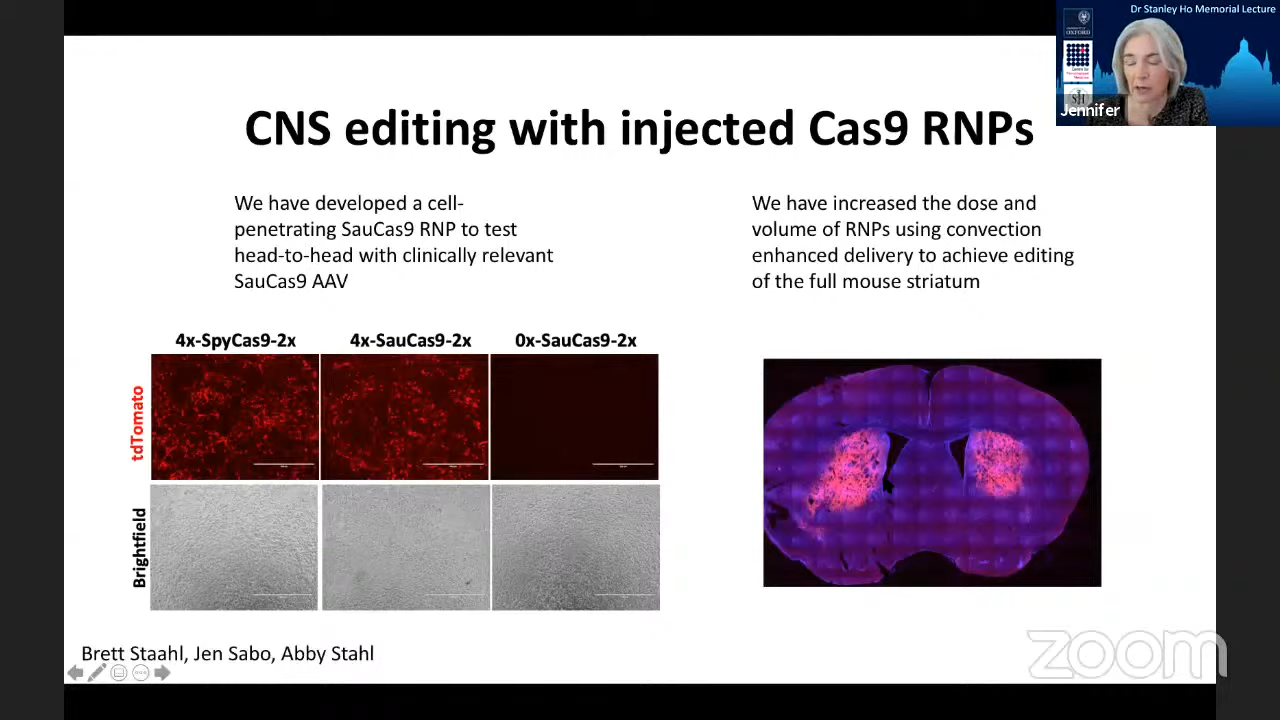 Dr Stanley Ho Memorial Lecture
OXFORD
Jennifer
CNS editing with injected Cas9 RNPs
We have developed a cell-
penetrating SauCas9 RNP to test
head-to-head with clinically relevant
SauCas9 AAV
We have increased the dose and
volume of RNPs using convection
enhanced delivery to achieve editing
of the full mouse striatum
4x-SpyCas9-2x
4x-SauCas9-2x
0x-SauCas9-2x
tdTomato
Brightfield
Brett Staahl, Jen Sabo, Abby Stahl
zoom